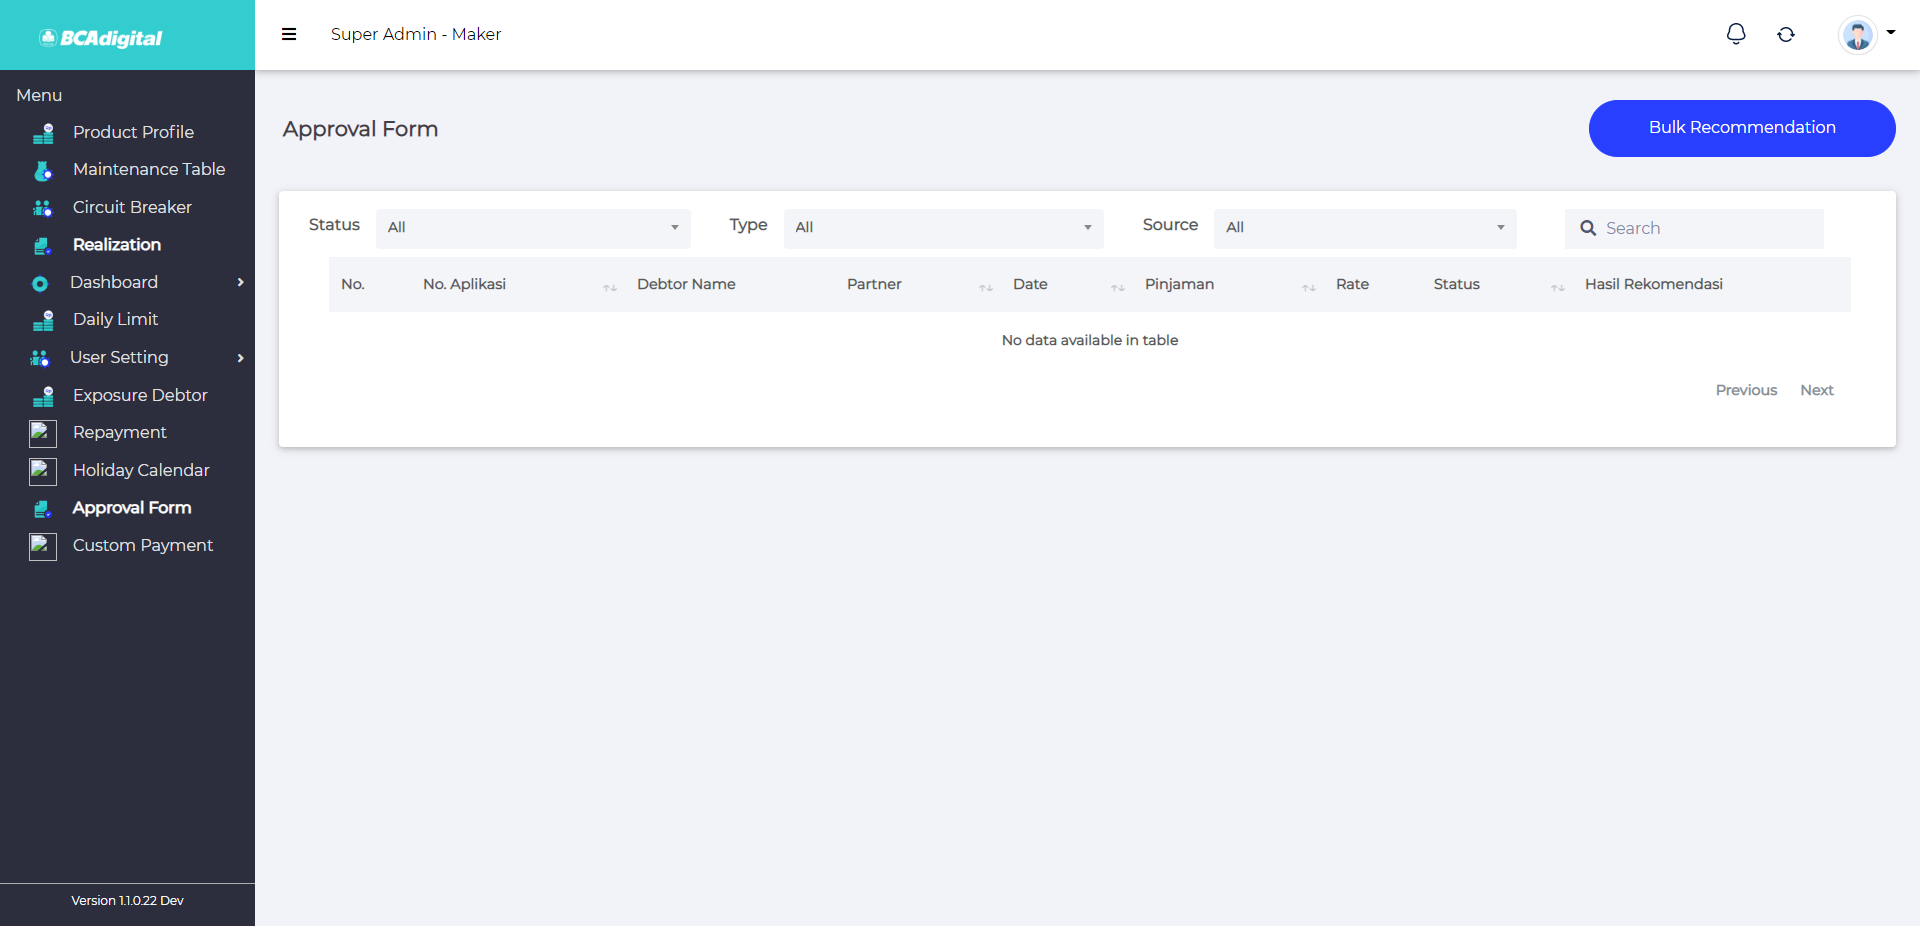 BCAdigital
Super Admin - Maker
Menu
Product Profile
Maintenance Table
Circuit Breaker
Realization
Dashboard
Daily Limit
User Setting
Exposure Debtor
Repayment
Holiday Calendar
Approval Form
Custom Payment
Version 1.1.0.22 Dev
Approval Form
Bulk Recommendation
Status All Type All Source All Search
No. No. Aplikasi Debtor Name Partner Date Pinjaman Rate Status Hasil Rekomendasi
No data available in table
Previous Next